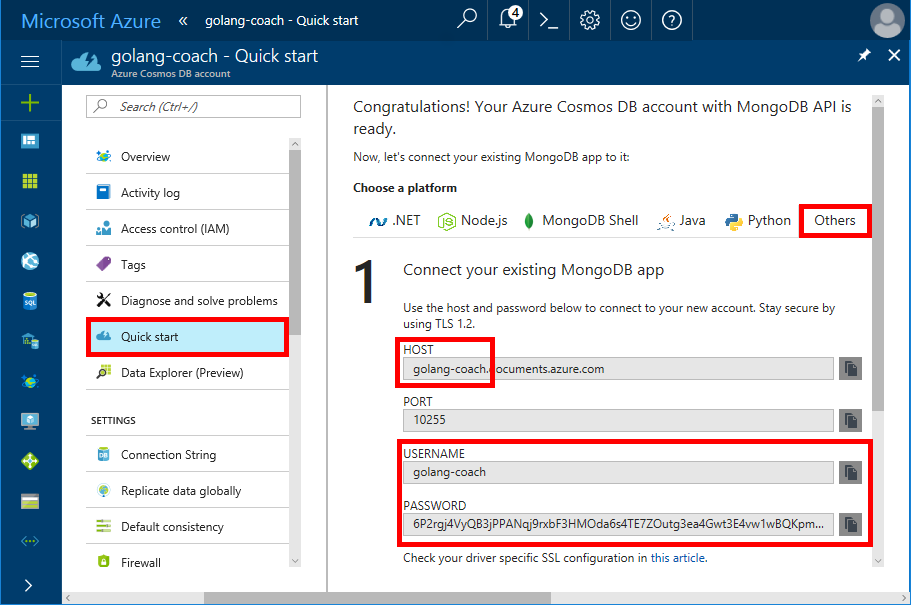 Microsoft Azure « golang-coach - Quick start 4
golang-coach - Quick start
Azure Cosmos DB account
Search (Ctrl+/)
Overview
Activity log
Access control (IAM)
Tags
Diagnose and solve problems
Quick start
Data Explorer (Preview)
SETTINGS
Connection String
Replicate data globally
Default consistency
Firewall
Congratulations! Your Azure Cosmos DB account with MongoDB API is
ready.
Now, let's connect your existing MongoDB app to it:
Choose a platform
.NET Node.js MongoDB Shell Java Python Others
1 Connect your existing MongoDB app
Use the host and password below to connect to your new account. Stay secure by
using TLS 1.2.
HOST
golang-coach.documents.azure.com
PORT
10255
USERNAME
golang-coach
PASSWORD
6P2rgj4VyQB3jPPANqj9rxbF3HMOda6s4TE7ZOutg3ea4Gwt3E4vw1wBQKpm...
Check your driver specific SSL configuration in this article.